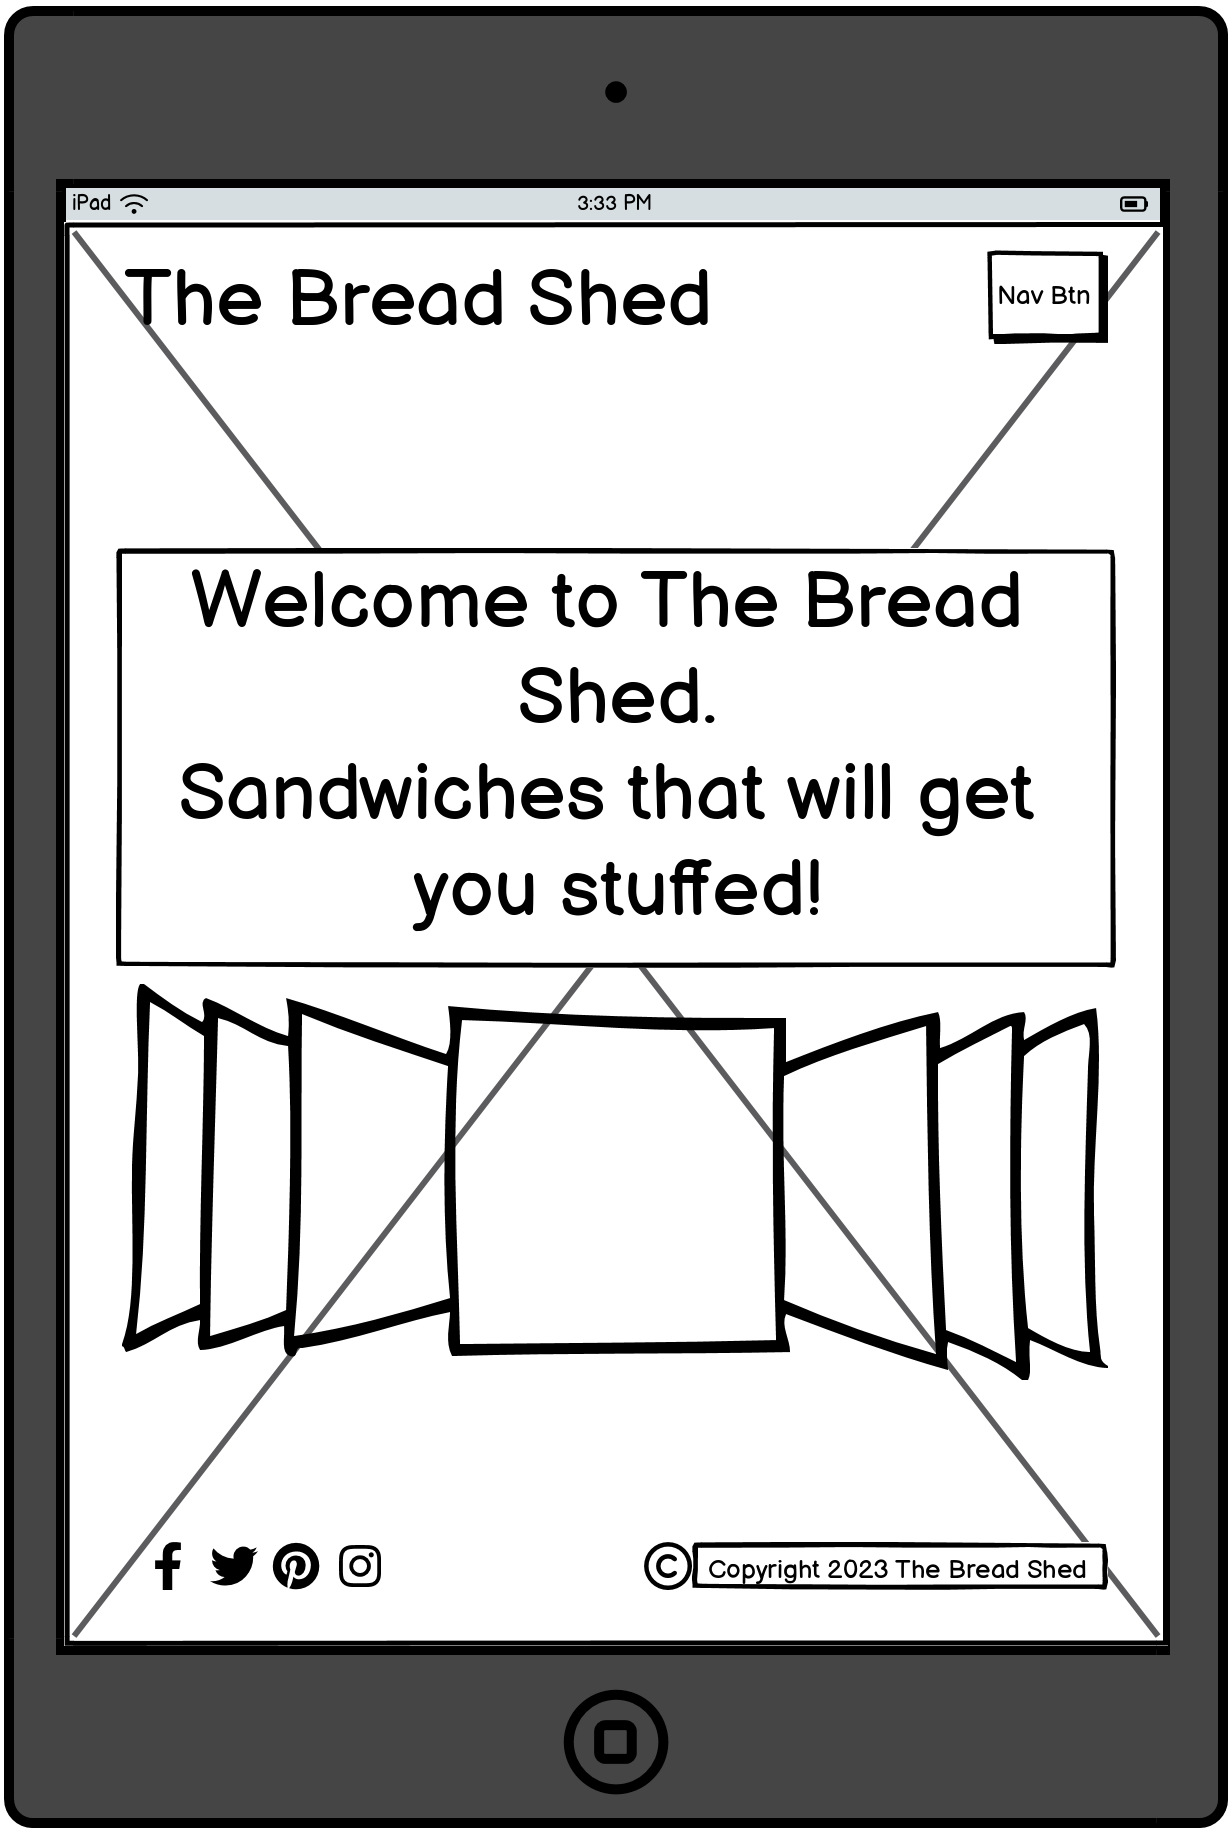 iPad 3:33 PM
The Bread Shed
Nav Btn
Welcome to The Bread
Shed.
Sandwiches that will get
you stuffed!
© Copyright 2023 The Bread Shed